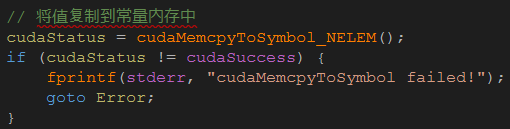 // 将值复制到常量内存中
cudaStatus = cudaMemcpyToSymbol_NELEM();
if (cudaStatus != cudaSuccess) {
fprintf(stderr, "cudaMemcpyToSymbol failed!");
goto Error;
}